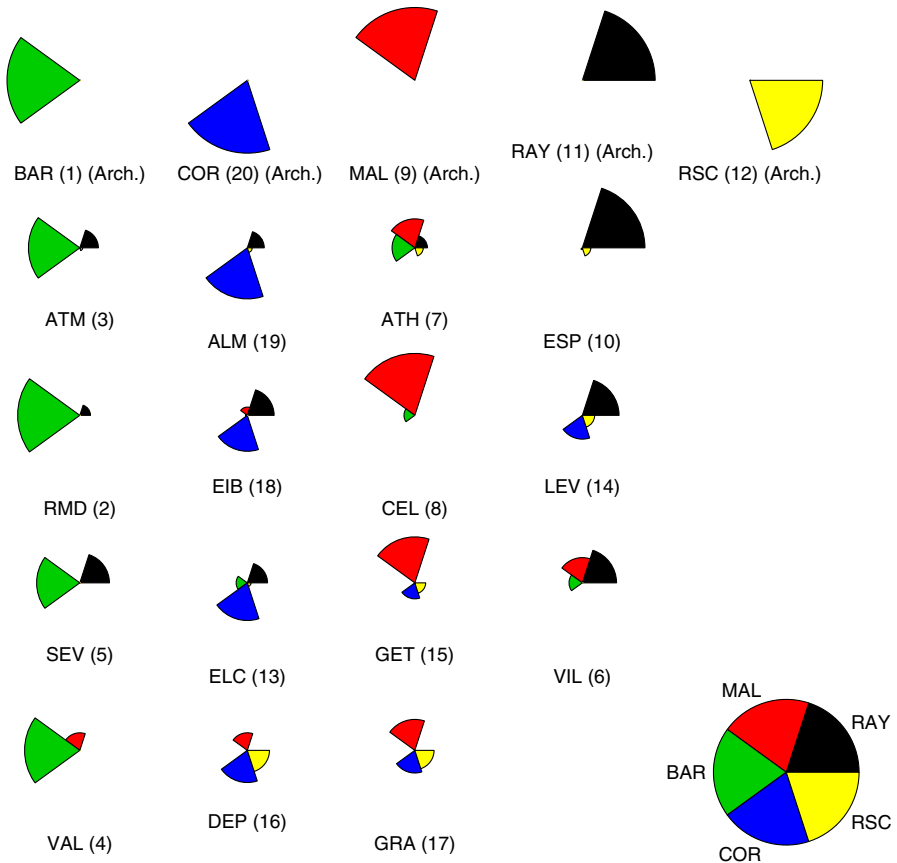 BAR (1) (Arch.)
COR (20) (Arch.)
MAL (9) (Arch.)
RAY (11) (Arch.)
RSC (12) (Arch.)
ATM (3)
ALM (19)
ATH (7)
ESP (10)
RMD (2)
EIB (18)
CEL (8)
LEV (14)
SEV (5)
ELC (13)
GET (15)
VIL (6)
VAL (4)
DEP (16)
GRA (17)
MAL
RAY
BAR
RSC
COR